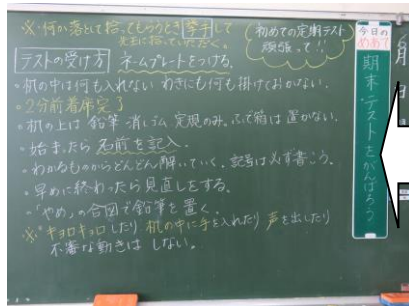 ※何か落として拾ってもらうとき挙手して
先生に拾っていただく。
テストの受け方 ネームプレートをつける。
・机の中は何も入れない わきにも何も掛けておかない。
・2分前着席完了
・机の上は 鉛筆・消しゴム 定規のみ。ふで箱は置かない。
・始まったら 名前を記入。
・わかるものからどんどん解いていく。記号は必ず書こう。
・早めに終わったら見直しをする。
・「やめ」の合図で鉛筆を置く。
※・キョロキョロしたり 机の中に手を入れたり 声を出したり
不審な動きは しない。
初めての定期テスト
頑張って!!
今日の
めあて
期末テストをがんばろう
月
日